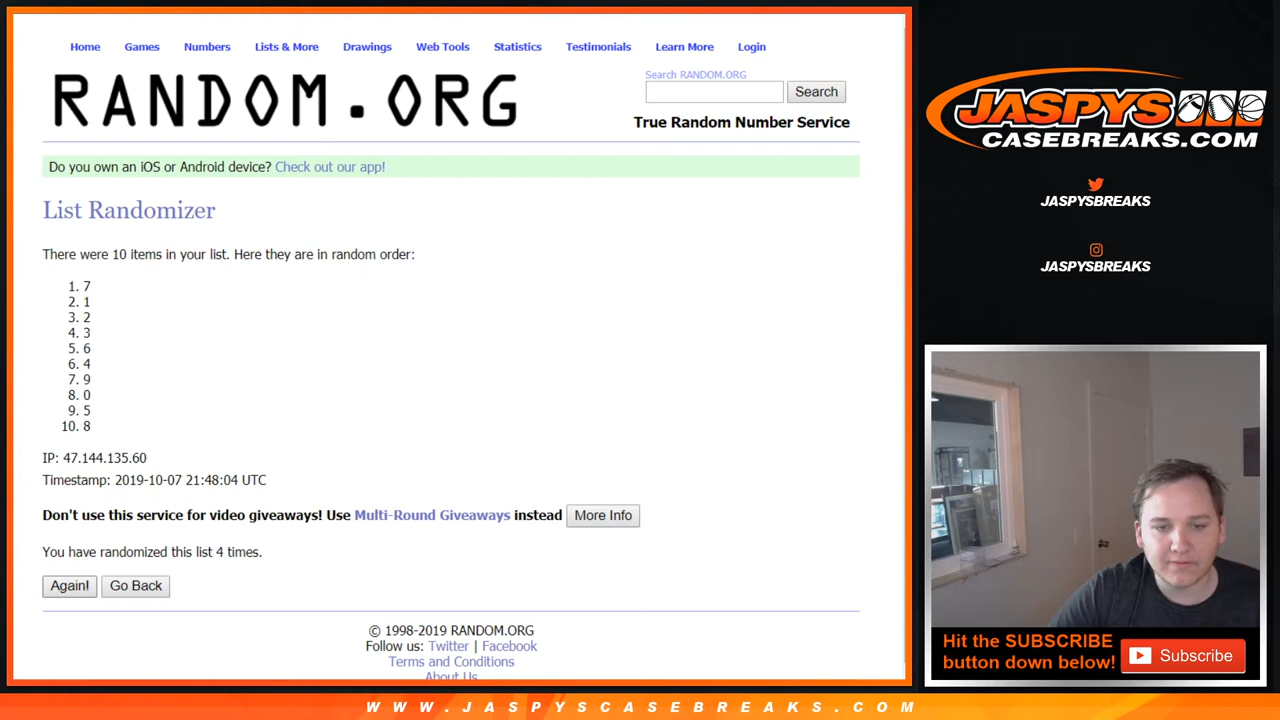 Home Games Numbers Lists & More Drawings Web Tools Statistics Testimonials Learn More Login
RANDOM.ORG
Search RANDOM.ORG
Search
True Random Number Service
Do you own an iOS or Android device? Check out our app!
List Randomizer
There were 10 items in your list. Here they are in random order:
1. 7
2. 1
3. 2
4. 3
5. 6
6. 4
7. 9
8. 0
9. 5
10. 8
IP: 47.144.135.60
Timestamp: 2019-10-07 21:48:04 UTC
Don't use this service for video giveaways! Use Multi-Round Giveaways instead More Info
You have randomized this list 4 times.
Again! Go Back
© 1998-2019 RANDOM.ORG
Follow us: Twitter | Facebook
Terms and Conditions
About Us
JASPYS
CASEBREAKS.COM
JASPYSBREAKS
JASPYSBREAKS
Hit the SUBSCRIBE
button down below!
Subscribe
WWW.JASPYSCASEBREAKS.COM